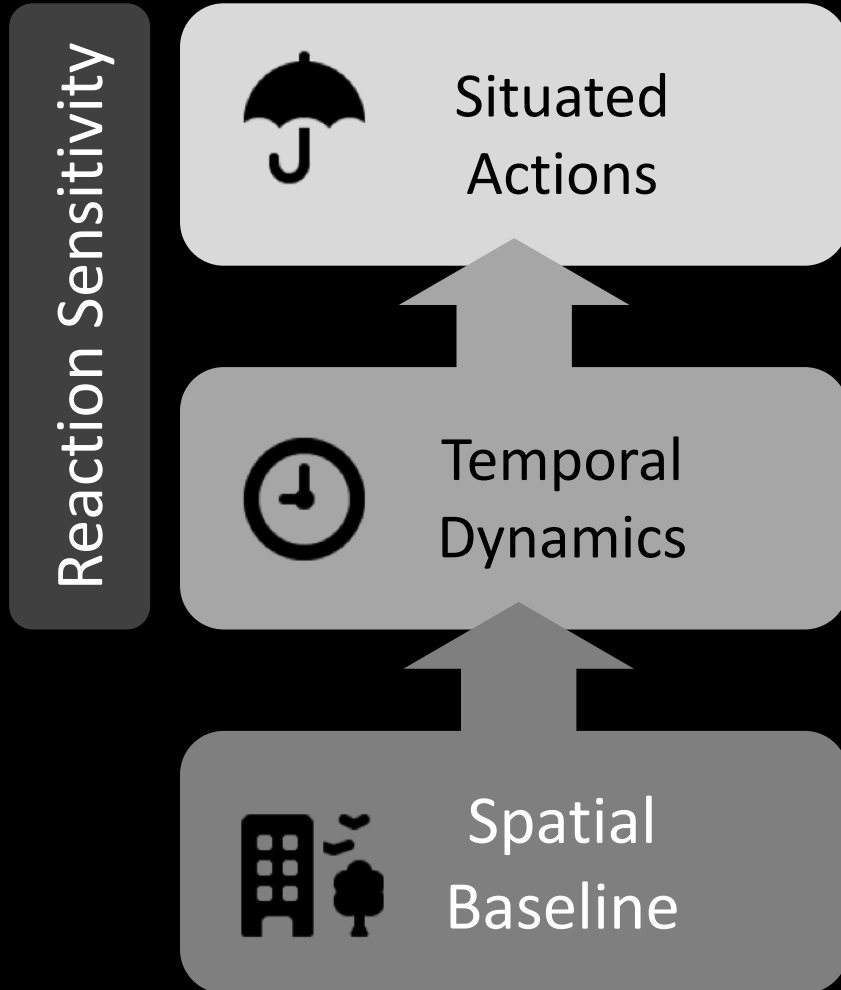 Reaction Sensitivity
Situated
Actions
Temporal
Dynamics
Spatial
Baseline